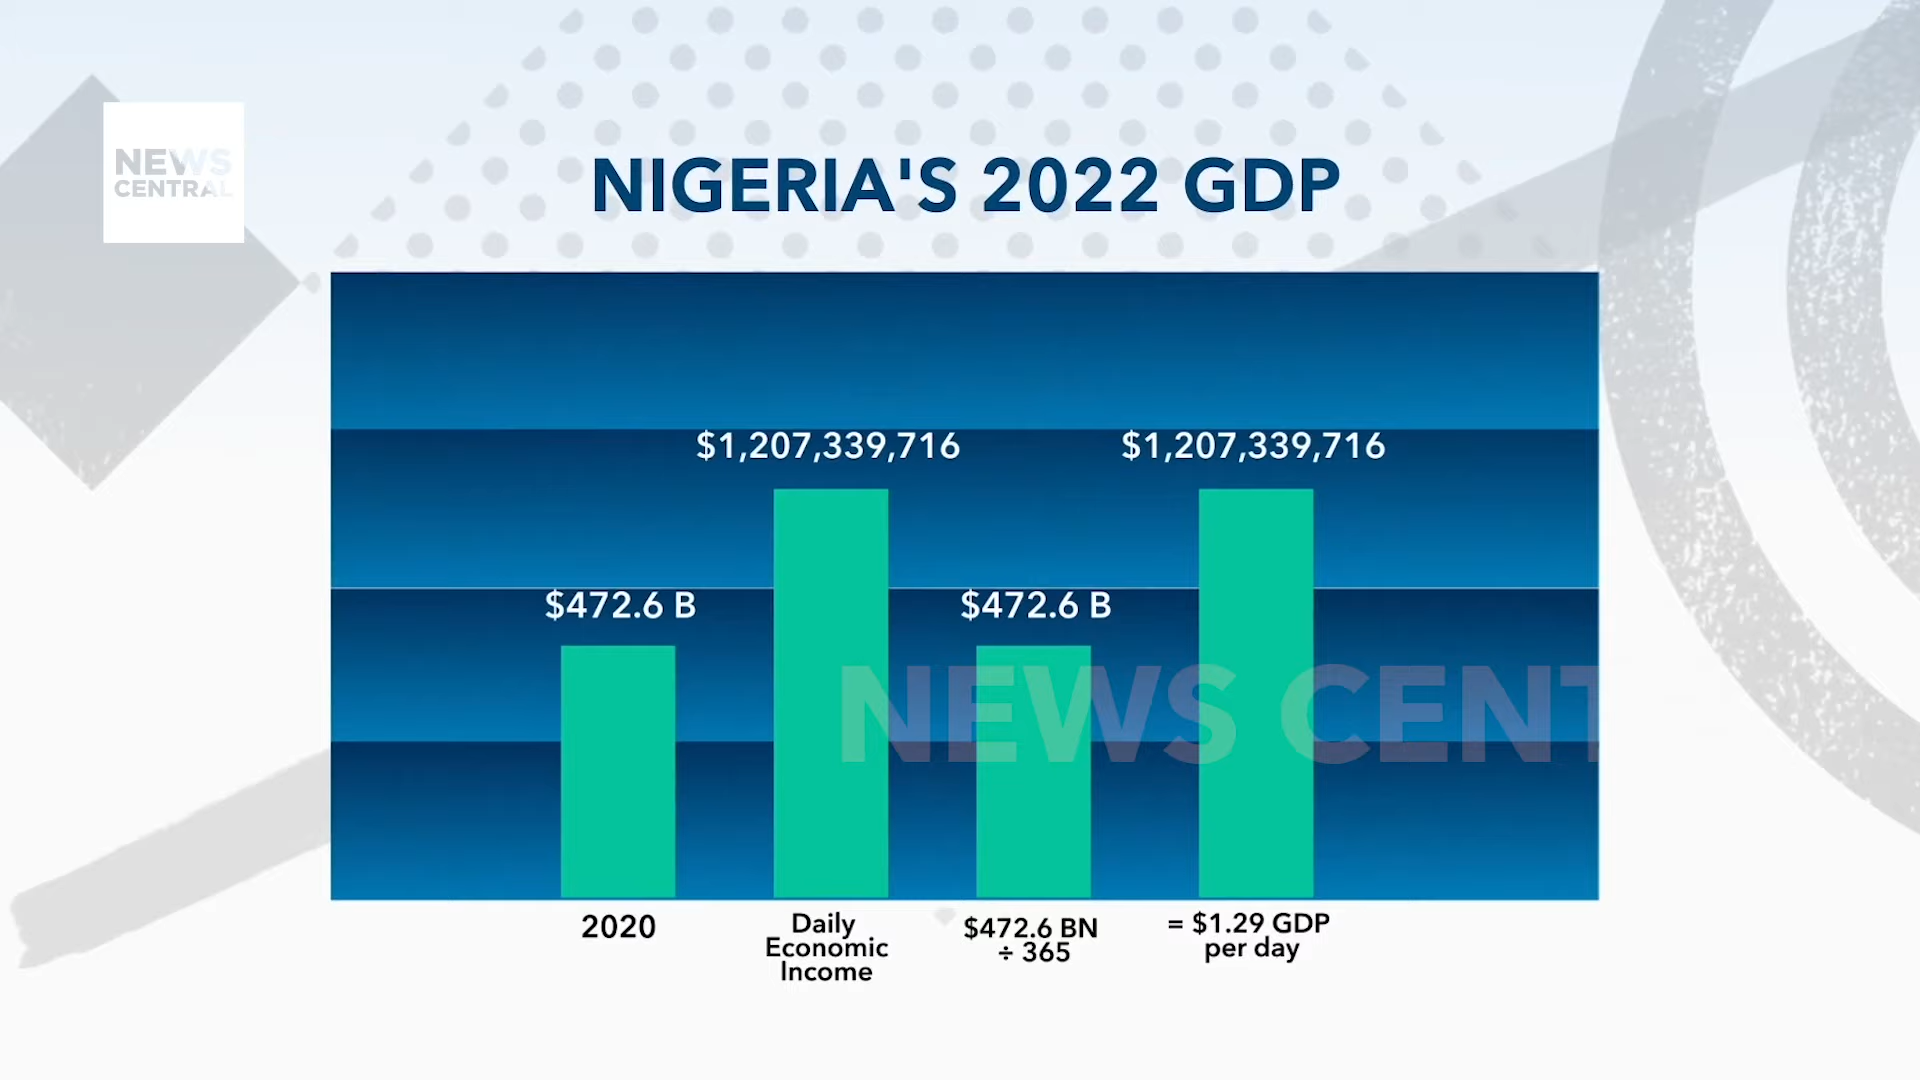 NEWS
CENTRAL
NIGERIA'S 2022 GDP
$1,207,339,716
$1,207,339,716
$472.6 B
$472.6 B
NEWS CENT
2020
Daily
Economic
Income
$472.6 BN
÷ 365
= $1.29 GDP
per day